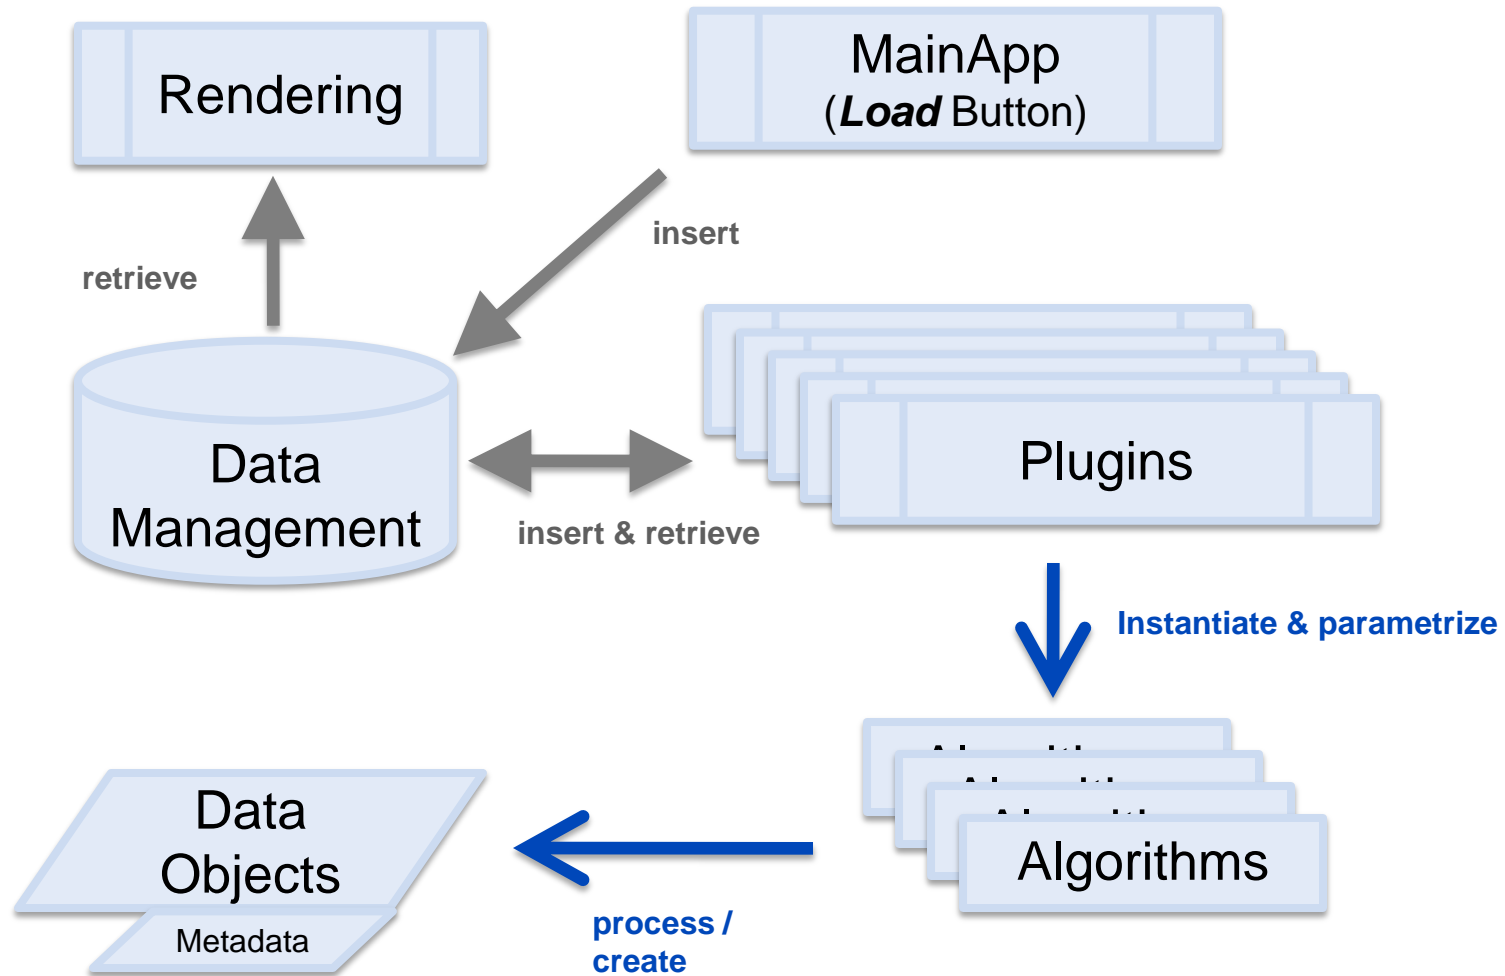 Rendering
MainApp
(Load Button)
insert
retrieve
Data
Management
insert & retrieve
Plugins
Instantiate & parametrize
Algorithms
Data
Objects
Metadata
process /
create